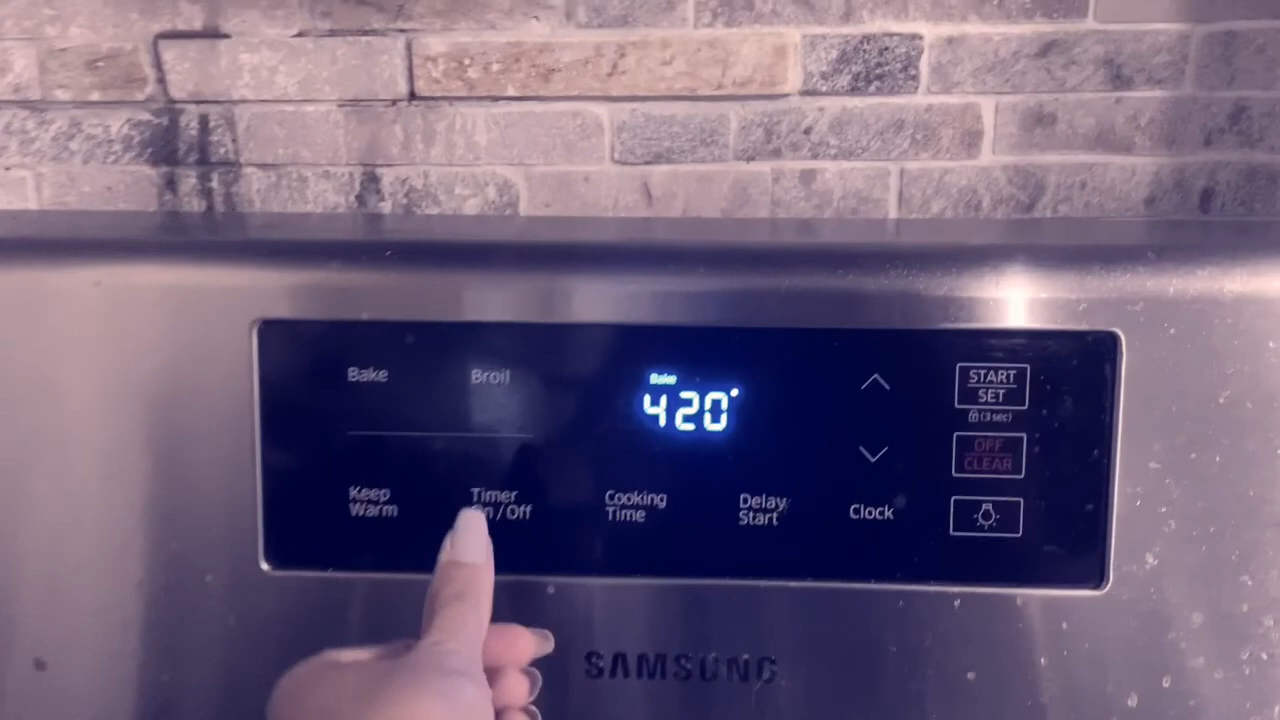 Bake
Broil
Bake
420°
START
SET
(3 sec)
OFF
CLEAR
Keep
Warm
Timer
On/Off
Cooking
Time
Delay
Start
Clock
SAMSUNG